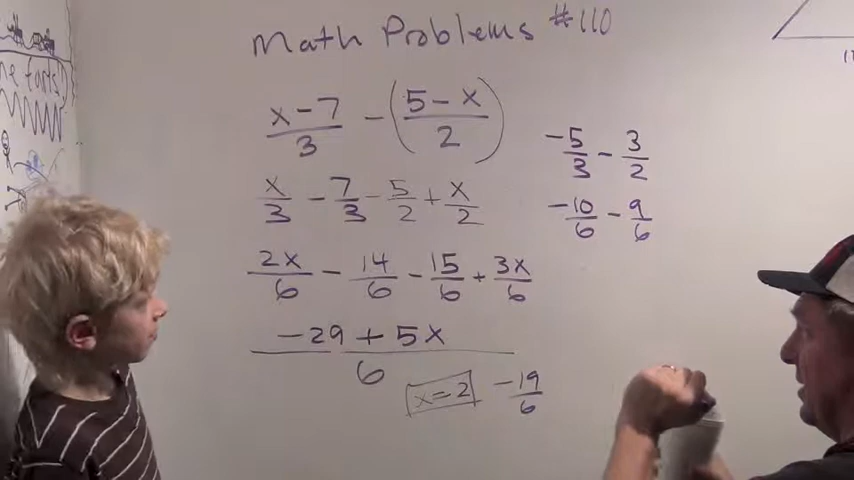 Math Problems #110
x-7/3 - (5-x/2)
x/3 - 7/3 - 5/2 + x/2
2x/6 - 14/6 - 15/6 + 3x/6
-29 + 5x/6
x=2 -19/6
-5/3 - 3/2
-10/6 - 9/6